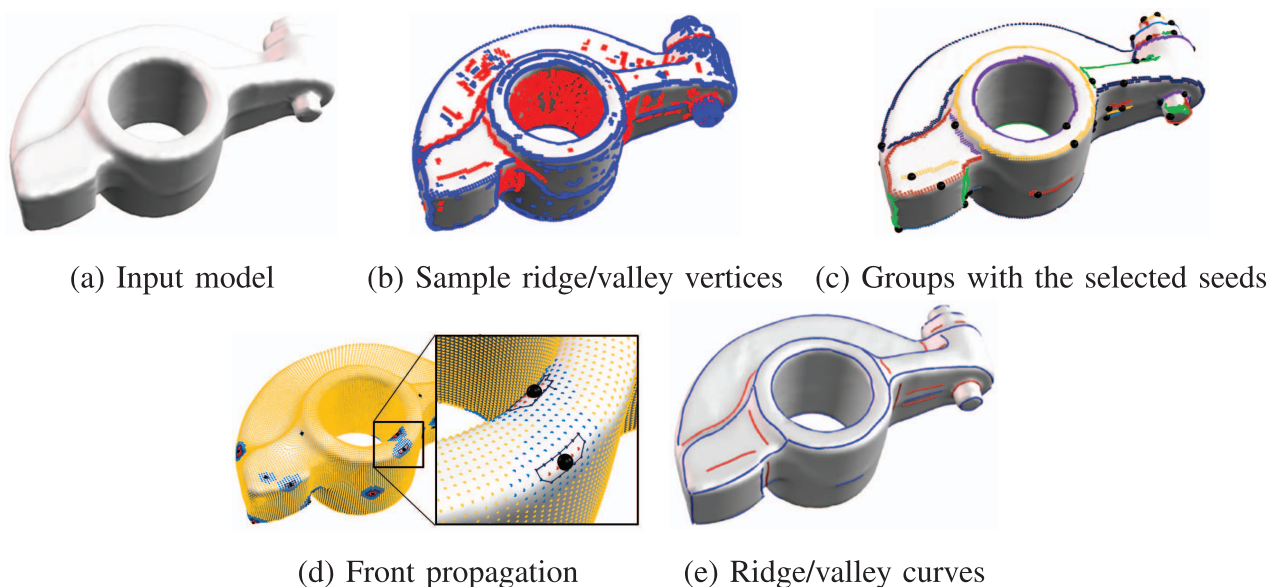 (a) Input model
(b) Sample ridge/valley vertices
(c) Groups with the selected seeds
(d) Front propagation
(e) Ridge/valley curves